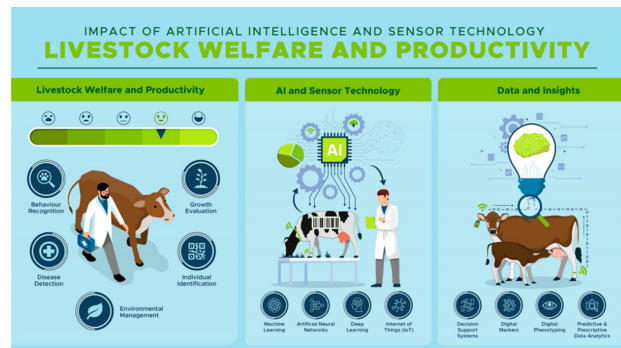 IMPACT OF ARTIFICIAL INTELLIGENCE AND SENSOR TECHNOLOGY
LIVESTOCK WELFARE AND PRODUCTIVITY
Livestock Welfare and Productivity
Behaviour
Recognition
Growth
Evaluation
Disease
Detection
Individual
Identification
Environmental
Management
AI and Sensor Technology
AI
Machine
Learning
Artificial Neural
Networks
Deep
Learning
Internet of
Things (IoT)
Data and Insights
Decision
Support
Systems
Digital
Markers
Digital
Phenotyping
Predictive &
Prescriptive
Data Analytics